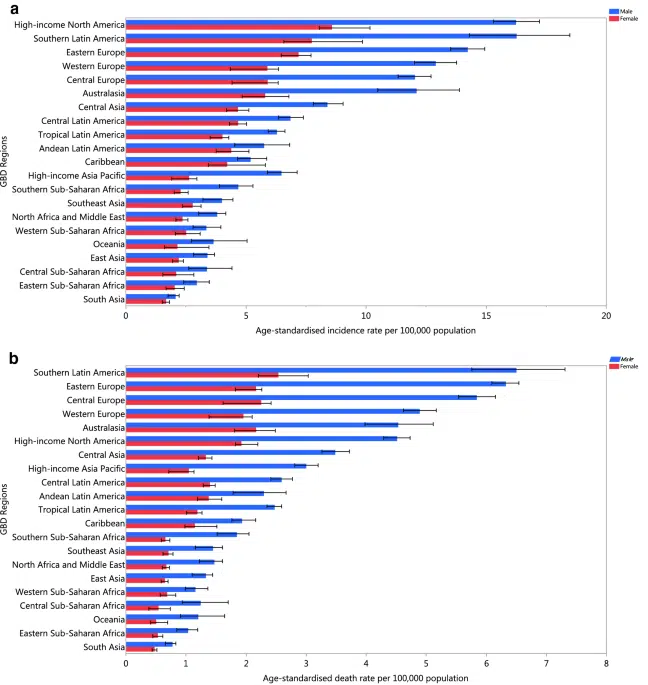 a
Male
Female
High-income North America
Southern Latin America
Eastern Europe
Western Europe
Central Europe
Australasia
Central Asia
Central Latin America
Tropical Latin America
Andean Latin America
Caribbean
High-income Asia Pacific
Southern Sub-Saharan Africa
Southeast Asia
North Africa and Middle East
Western Sub-Saharan Africa
Oceania
East Asia
Central Sub-Saharan Africa
Eastern Sub-Saharan Africa
South Asia
GBD Regions
0 5 10 15 20
Age-standardised incidence rate per 100,000 population
b
Male
Female
Southern Latin America
Eastern Europe
Central Europe
Western Europe
Australasia
High-income North America
Central Asia
High-income Asia Pacific
Central Latin America
Andean Latin America
Tropical Latin America
Caribbean
Southern Sub-Saharan Africa
Southeast Asia
North Africa and Middle East
East Asia
Western Sub-Saharan Africa
Central Sub-Saharan Africa
Oceania
Eastern Sub-Saharan Africa
South Asia
GBD Regions
0 1 2 3 4 5 6 7 8
Age-standardised death rate per 100,000 population